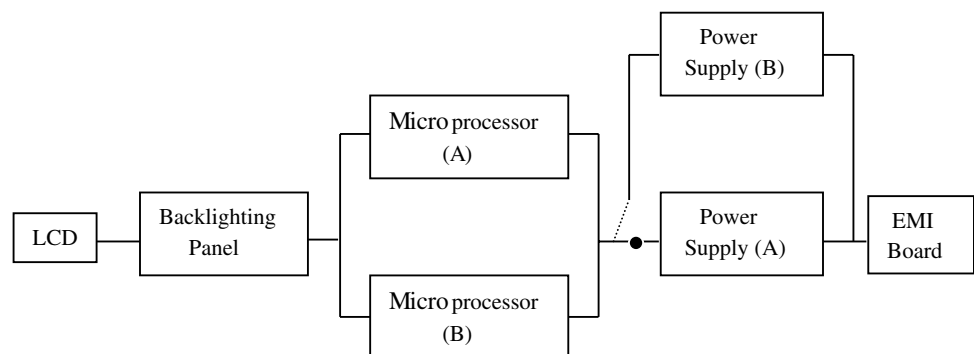 LCD
Backlighting
Panel
Micro processor
(A)
Micro processor
(B)
Power
Supply (B)
Power
Supply (A)
EMI
Board